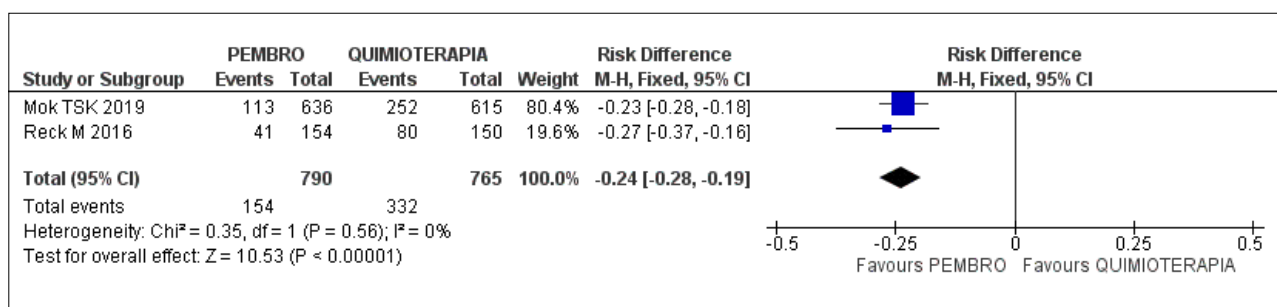 PEMBRO QUIMIOTERAPIA Risk Difference Risk Difference
Study or Subgroup Events Total Events Total Weight M-H, Fixed, 95% CI M-H, Fixed, 95% CI
Mok TSK 2019 113 636 252 615 80.4% -0.23 [-0.28, -0.18]
Reck M 2016 41 154 80 150 19.6% -0.27 [-0.37, -0.16]
Total (95% CI) 790 765 100.0% -0.24 [-0.28, -0.19]
Total events 154 332
Heterogeneity: Chi² = 0.35, df = 1 (P = 0.56); I² = 0%
Test for overall effect: Z = 10.53 (P < 0.00001)
-0.5 -0.25 0 0.25 0.5
Favours PEMBRO Favours QUIMIOTERAPIA